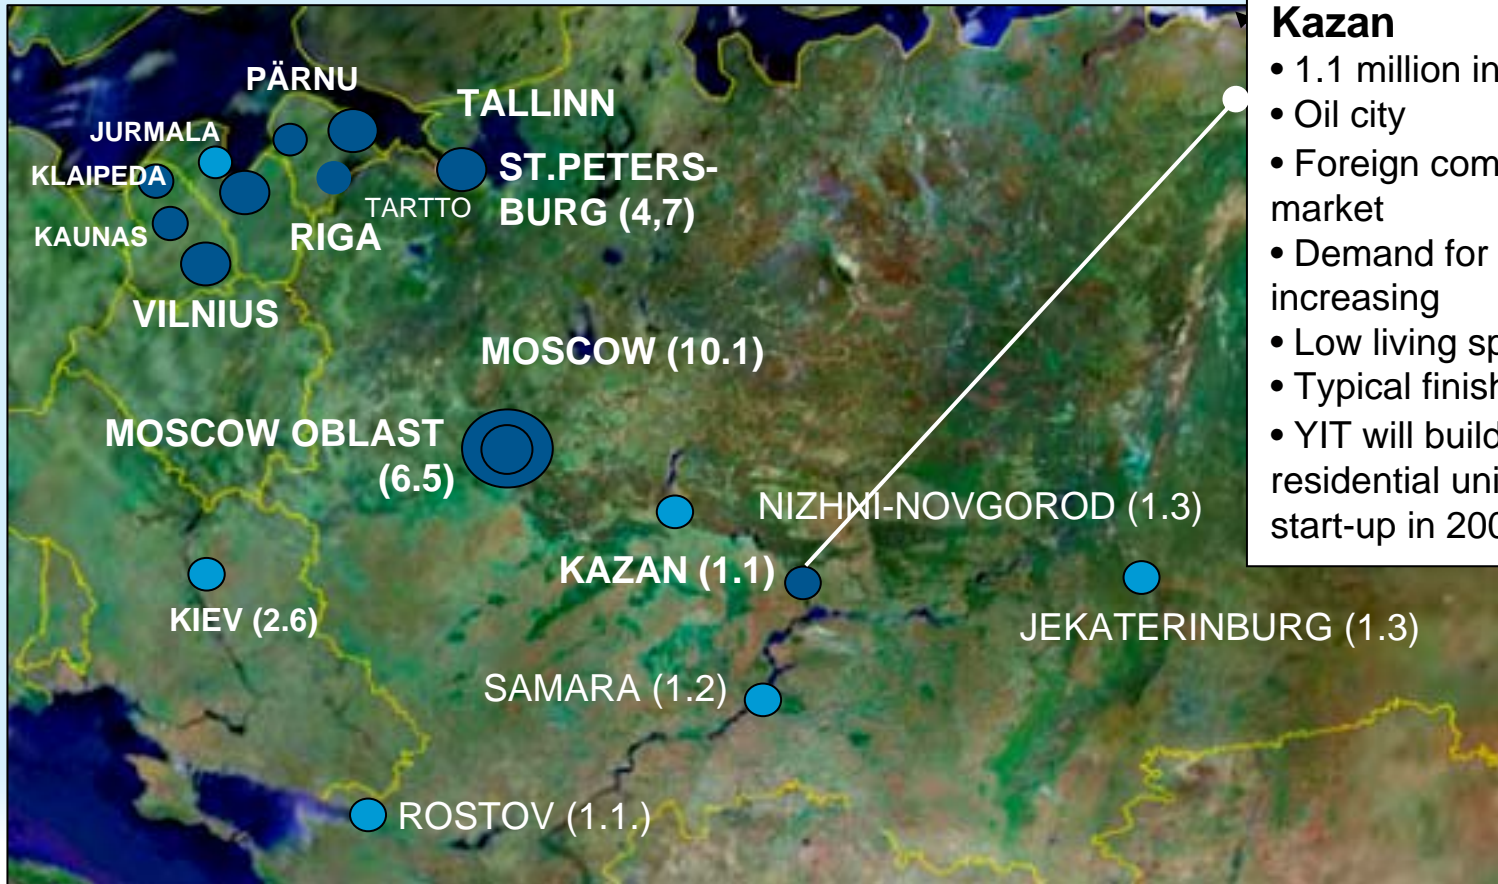 PÄRNU
TALLINN
JURMALA
KLAIPEDA
ST.PETERS-
BURG (4,7)
TARTTO
KAUNAS
RIGA
VILNIUS
MOSCOW (10.1)
MOSCOW OBLAST
(6.5)
NIZHNI-NOVGOROD (1.3)
KAZAN (1.1)
KIEV (2.6)
JEKATERINBURG (1.3)
SAMARA (1.2)
ROSTOV (1.1.)
Kazan
• 1.1 million in
• Oil city
• Foreign com
market
• Demand for
increasing
• Low living sp
• Typical finish
• YIT will build
residential uni
start-up in 200